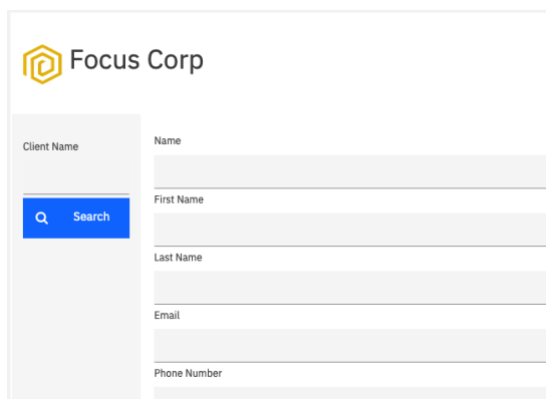 Focus Corp
Client Name
Search
Name
First Name
Last Name
Email
Phone Number